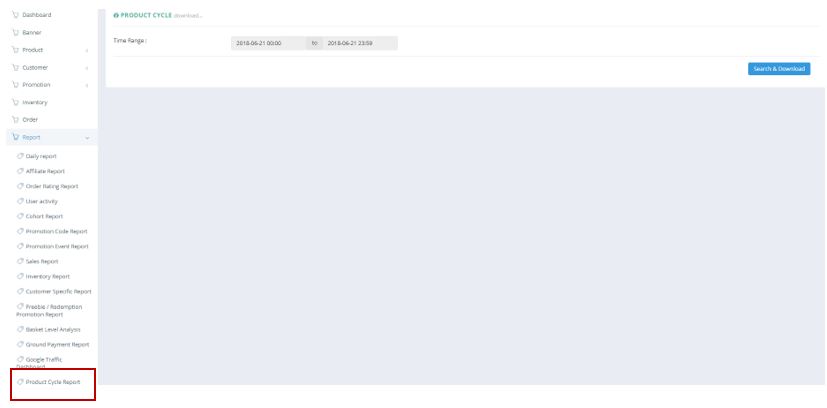 Dashboard
Banner
Product
Customer
Promotion
Inventory
Order
Report
Daily report
Affiliate Report
Order Rating Report
User activity
Cohort Report
Promotion Code Report
Promotion Event Report
Sales Report
Inventory Report
Customer Specific Report
Freebie / Redemption
Promotion Report
Basket Level Analysis
Ground Payment Report
Google Traffic
Dashboard
Product Cycle Report
PRODUCT CYCLE download...
Time Range :
2018-06-21 00:00 to 2018-06-21 23:59
Search & Download